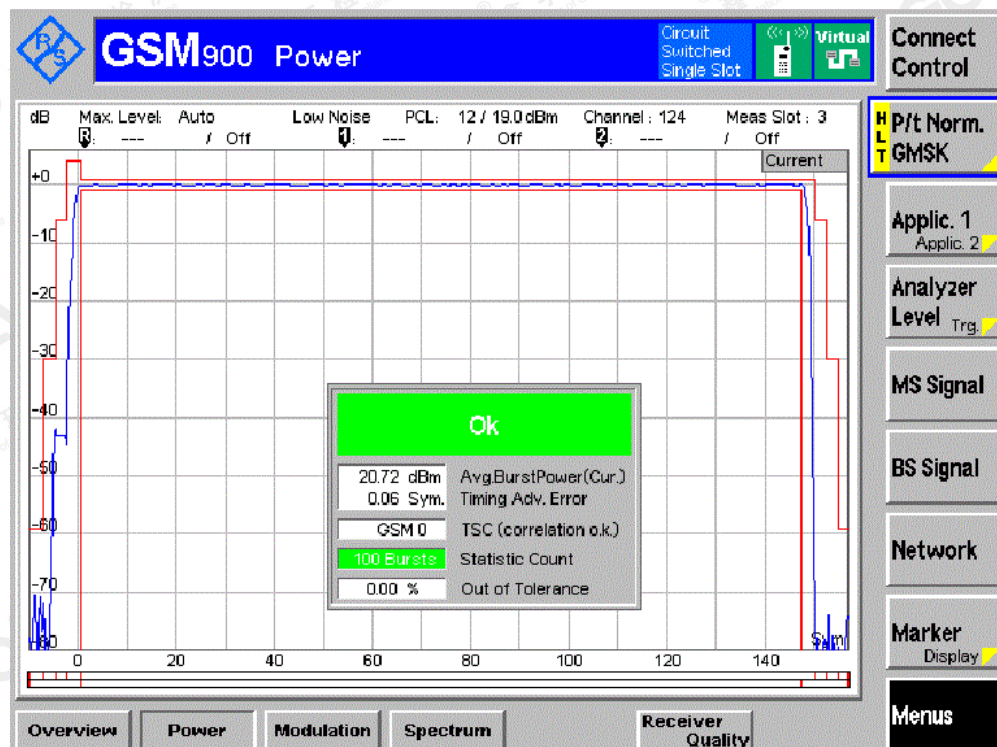 R S
GSM900 Power
Circuit
Switched
Single Slot
Virtual
Connect
Control
dB Max. Level: Auto Low Noise PCL: 12 / 19.0 dBm Channel : 124 Meas Slot : 3
R: --- / Off 1: --- / Off 2: --- / Off
Current
H
L
T
P/t Norm.
GMSK
+0
-10
-20
-30
-40
-50
-60
-70
-80
Sym
0 20 40 60 80 100 120 140
Ok
20.72 dBm Avg.BurstPower(Cur.)
0.06 Sym. Timing Adv. Error
GSM 0 TSC (correlation o.k.)
100 Bursts Statistic Count
0.00 % Out of Tolerance
Applic. 1
Applic. 2
Analyzer
Level Trg.
MS Signal
BS Signal
Network
Marker
Display
Menus
Overview Power Modulation Spectrum Receiver
Quality